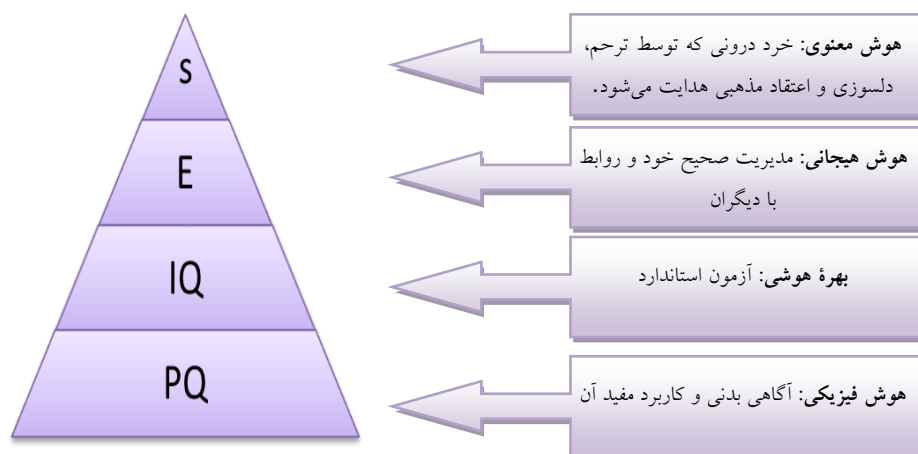 S
هوش معنوی: خرد درونی که توسط ترحم،
دلسوزی و اعتقاد مذهبی هدایت می‌شود.
E
هوش هیجانی: مدیریت صحیح خود و روابط
با دیگران
IQ
بهرۀ هوشی: آزمون استاندارد
PQ
هوش فیزیکی: آگاهی بدنی و کاربرد مفید آن